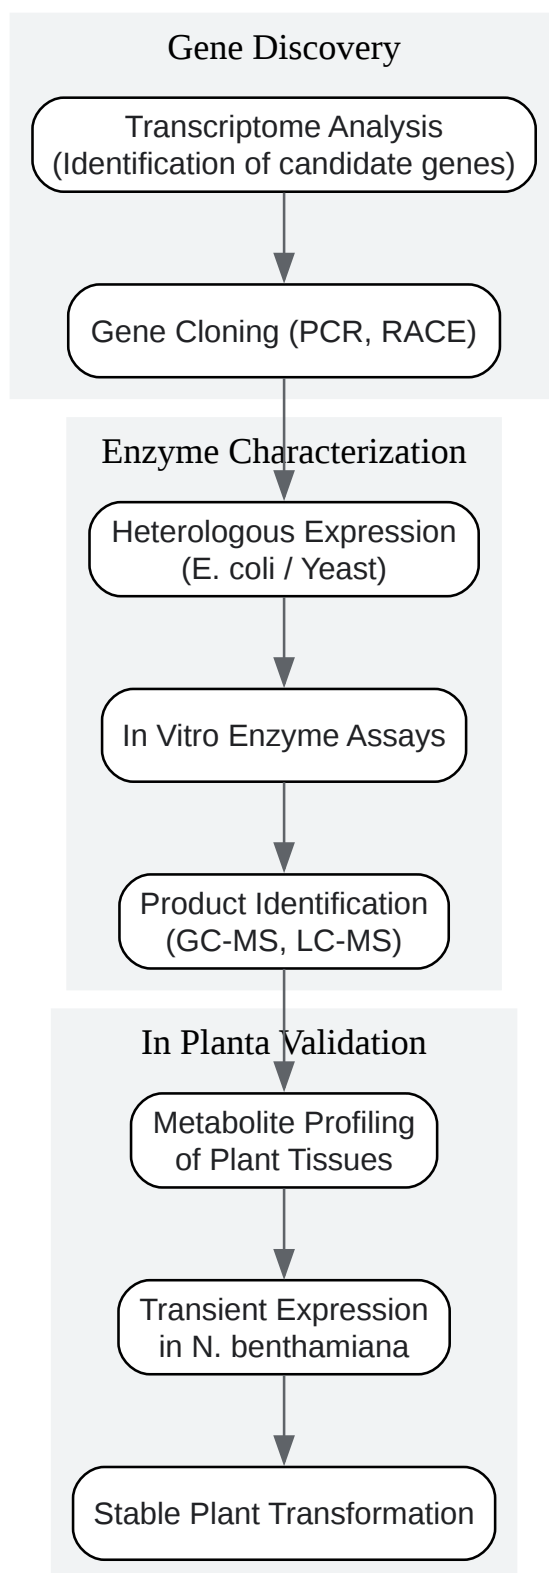 Gene Discovery
Transcriptome Analysis
(Identification of candidate genes)
Gene Cloning (PCR, RACE)
Enzyme Characterization
Heterologous Expression
(E. coli / Yeast)
In Vitro Enzyme Assays
Product Identification
(GC-MS, LC-MS)
In Planta Validation
Metabolite Profiling
of Plant Tissues
Transient Expression
in N. benthamiana
Stable Plant Transformation